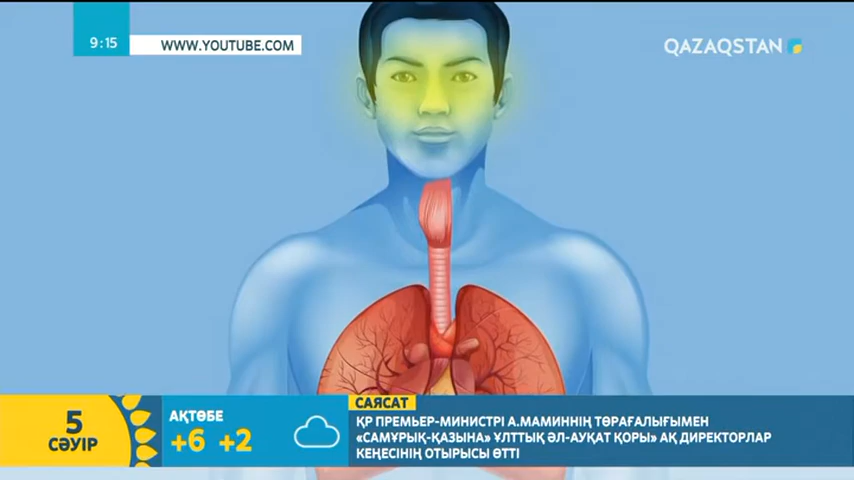 9:15
WWW.YOUTUBE.COM
QAZAQSTAN
5
СӘУІР
АҚТӨБЕ
+6 +2
САЯСАТ
ҚР ПРЕМЬЕР-МИНИСТРІ А.МАМИННІҢ ТӨРАҒАЛЫҒЫМЕН
«САМҰРЫҚ-ҚАЗЫНА» ҰЛТТЫҚ ӘЛ-АУҚАТ ҚОРЫ» АҚ ДИРЕКТОРЛАР
КЕҢЕСІНІҢ ОТЫРЫСЫ ӨТТІ